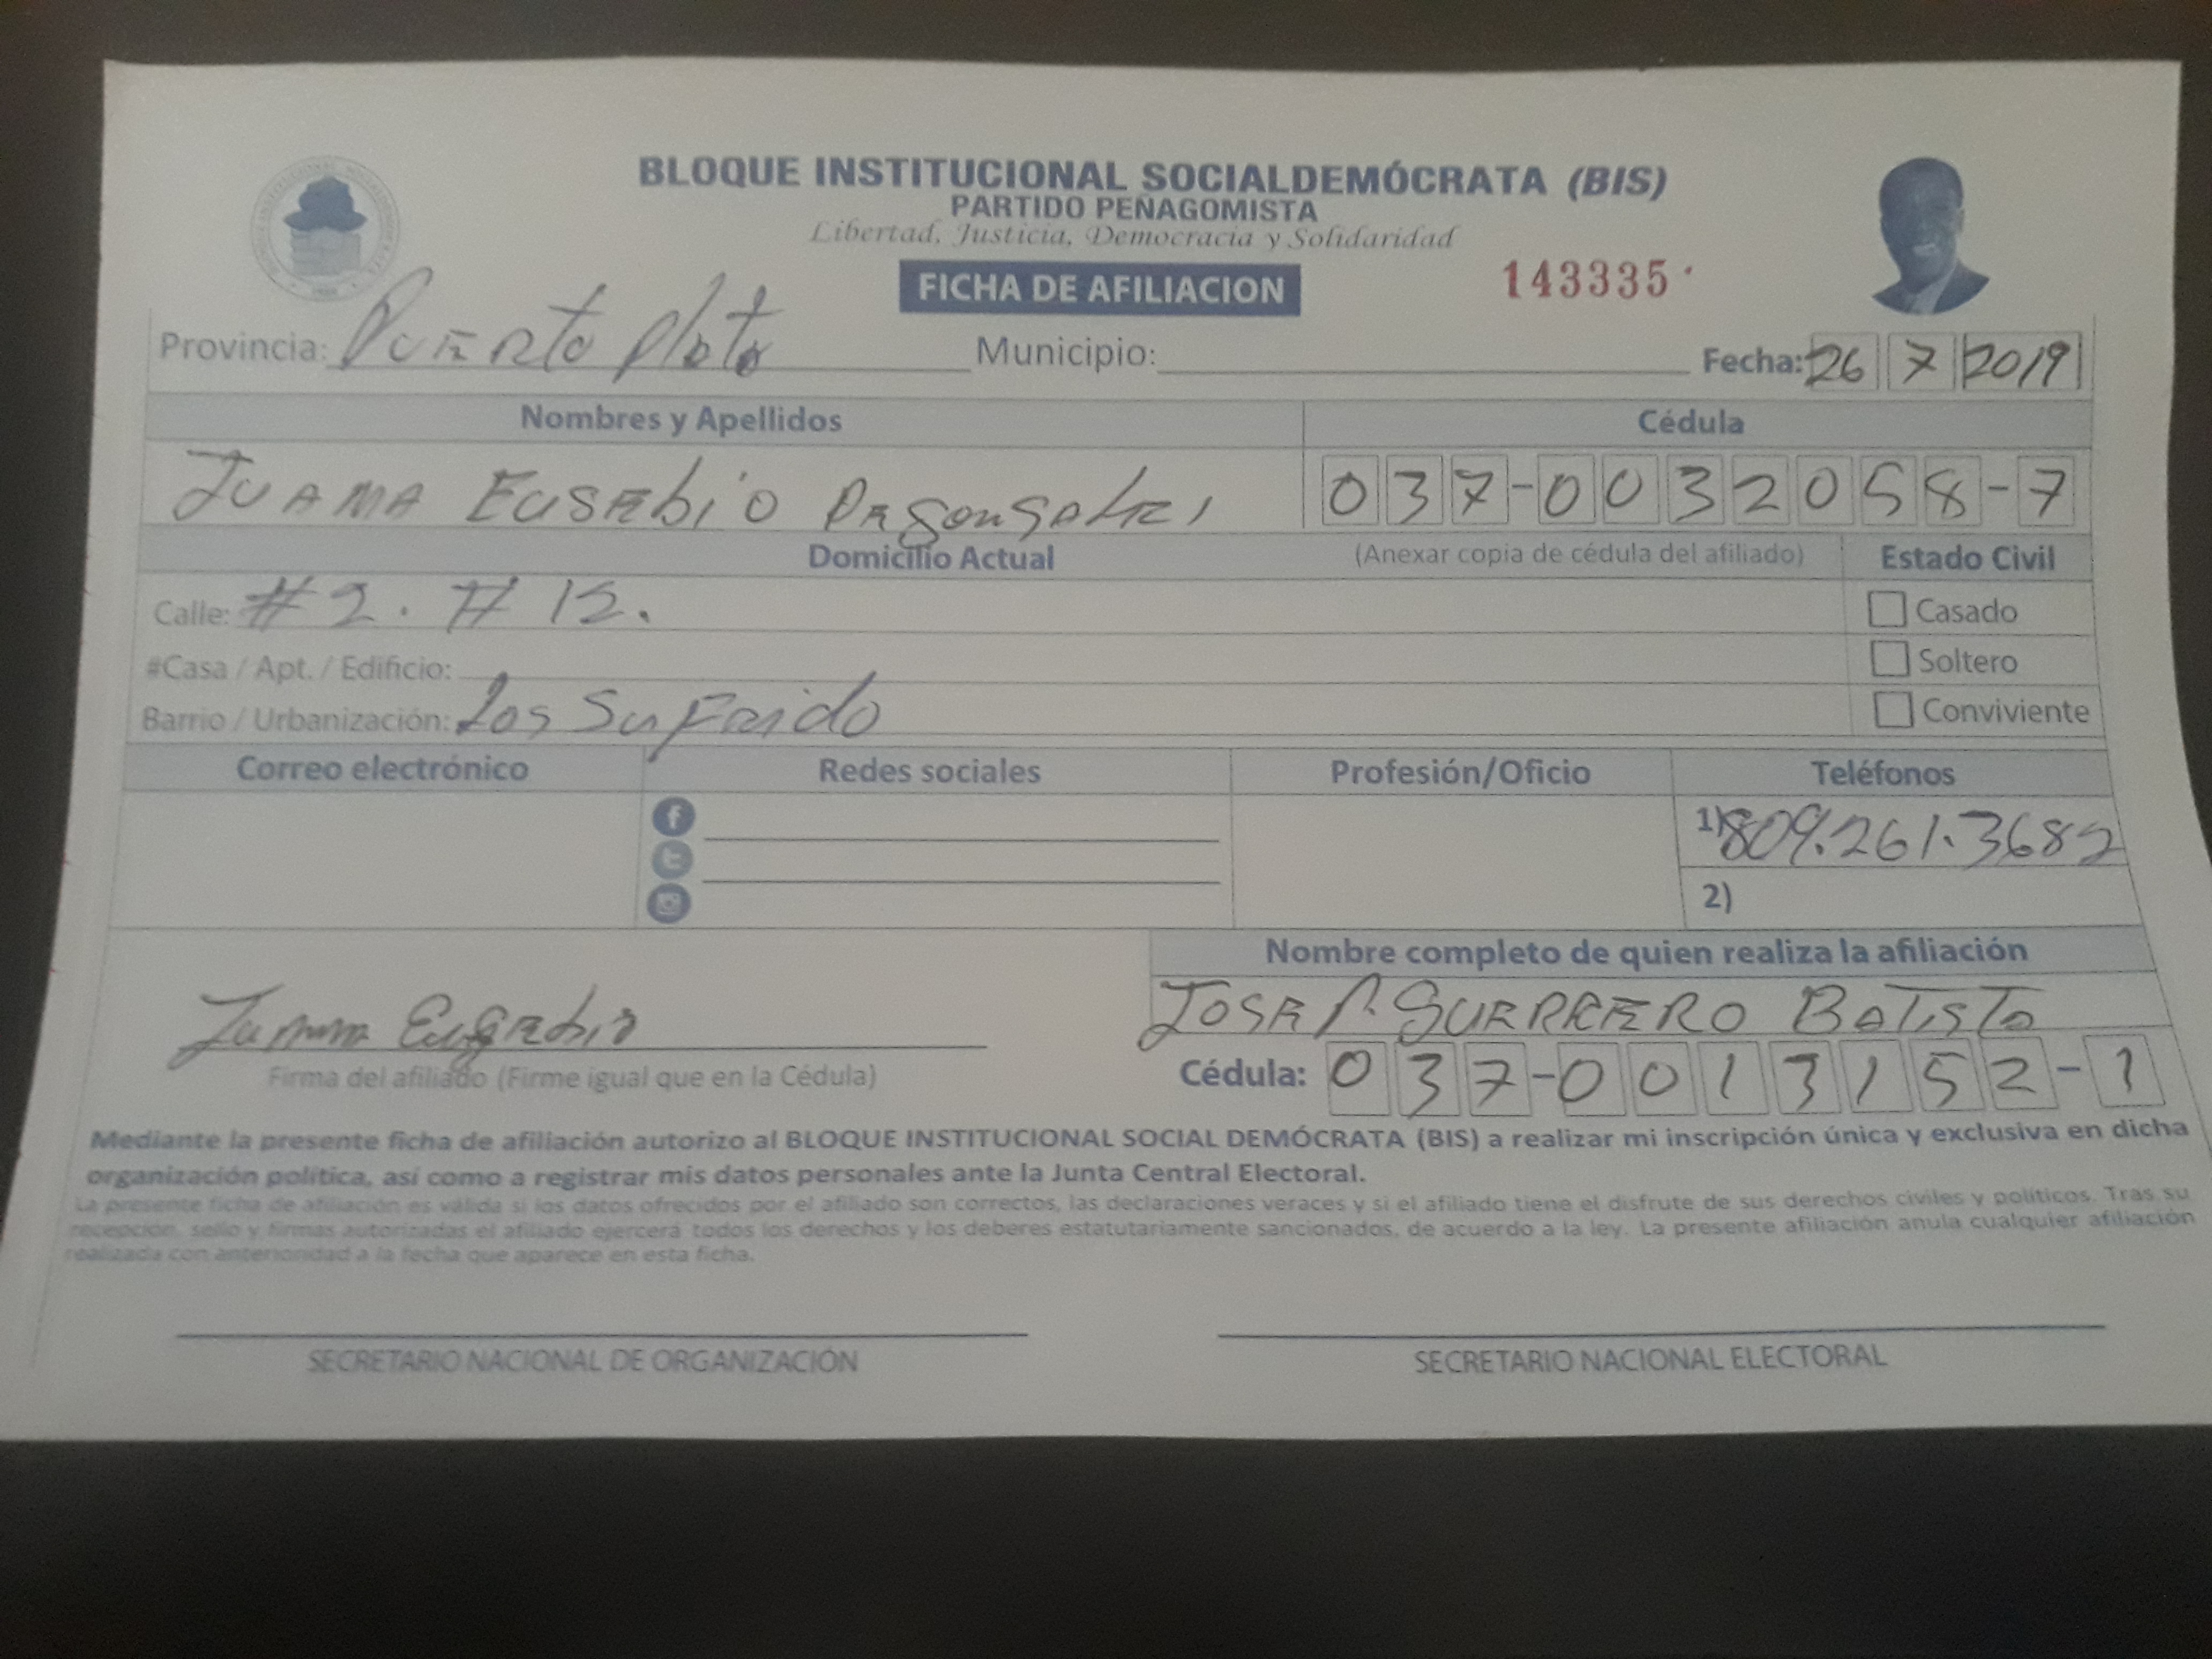 BLOQUE INSTITUCIONAL SOCIALDEMÓCRATA (BIS)
PARTIDO PEÑAGOMISTA
Libertad, Justicia, Democracia y Solidaridad
FICHA DE AFILIACION
143335
Provincia: Puerto Plata Municipio: Fecha: 26 7 2019
Nombres y Apellidos Cédula
Juana Eusebio 037-0032058-7
Domicilio Actual (Anexar copia de cédula del afiliado) Estado Civil
Calle: #2. #12. Casado
#Casa / Apt. / Edificio: Soltero
Barrio / Urbanización: Los Sufrido Conviviente
Correo electrónico Redes sociales Profesión/Oficio Teléfonos
1) 809.261.3682
2)
Nombre completo de quien realiza la afiliación
Jose P. Gurrrero Batista
Juana Eusebio
Firma del afiliado (Firme igual que en la Cédula) Cédula: 037-0013152-1
Mediante la presente ficha de afiliación autorizo al BLOQUE INSTITUCIONAL SOCIAL DEMÓCRATA (BIS) a realizar mi inscripción única y exclusiva en dicha
organización política, así como a registrar mis datos personales ante la Junta Central Electoral.
La presente ficha de afiliación es válida si los datos ofrecidos por el afiliado son correctos, las declaraciones veraces y si el afiliado tiene el disfrute de sus derechos civiles y políticos. Tras su
recepción, sello y firmas autorizadas el afiliado ejercerá todos los derechos y los deberes estatutariamente sancionados, de acuerdo a la ley. La presente afiliación anula cualquier afiliación
realizada con anterioridad a la fecha que aparece en esta ficha.
SECRETARIO NACIONAL DE ORGANIZACIÓN SECRETARIO NACIONAL ELECTORAL